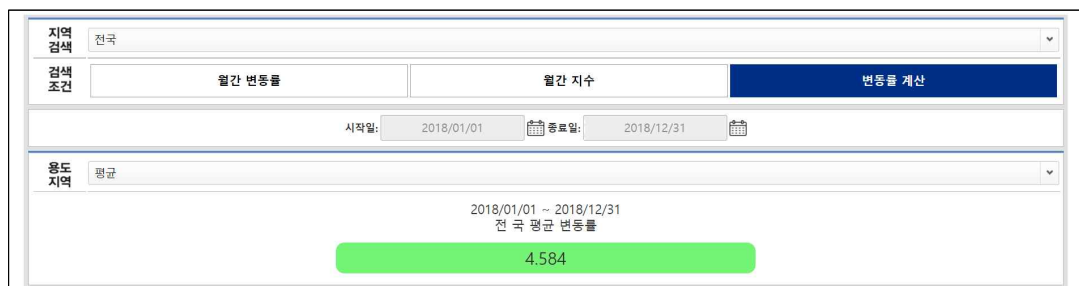 지역
검색
전국
검색
조건
월간 변동률
월간 지수
변동률 계산
시작일: 2018/01/01 종료일: 2018/12/31
용도
지역
평균
2018/01/01 ~ 2018/12/31
전 국 평균 변동률
4.584